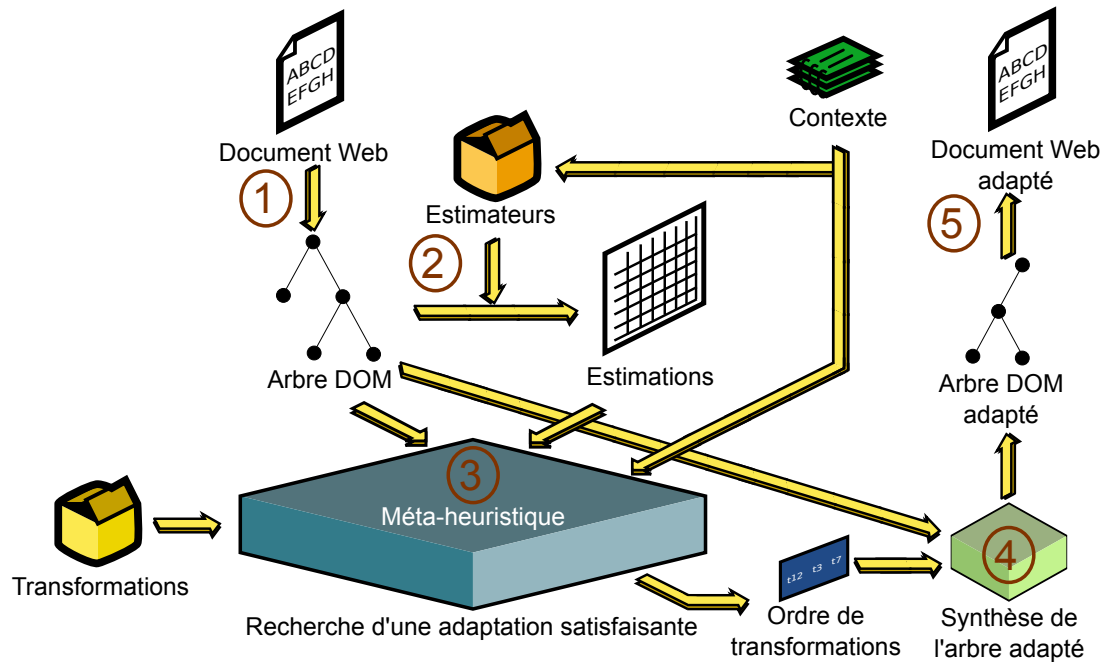 ABCD
EFGH
Document Web
1
Estimateurs
2
Contexte
ABCD
EFGH
Document Web
adapté
5
Arbre DOM
Estimations
Arbre DOM
adapté
3
Méta-heuristique
Transformations
Recherche d'une adaptation satisfaisante
t12 t3 t7
Ordre de
transformations
4
Synthèse de
l'arbre adapté